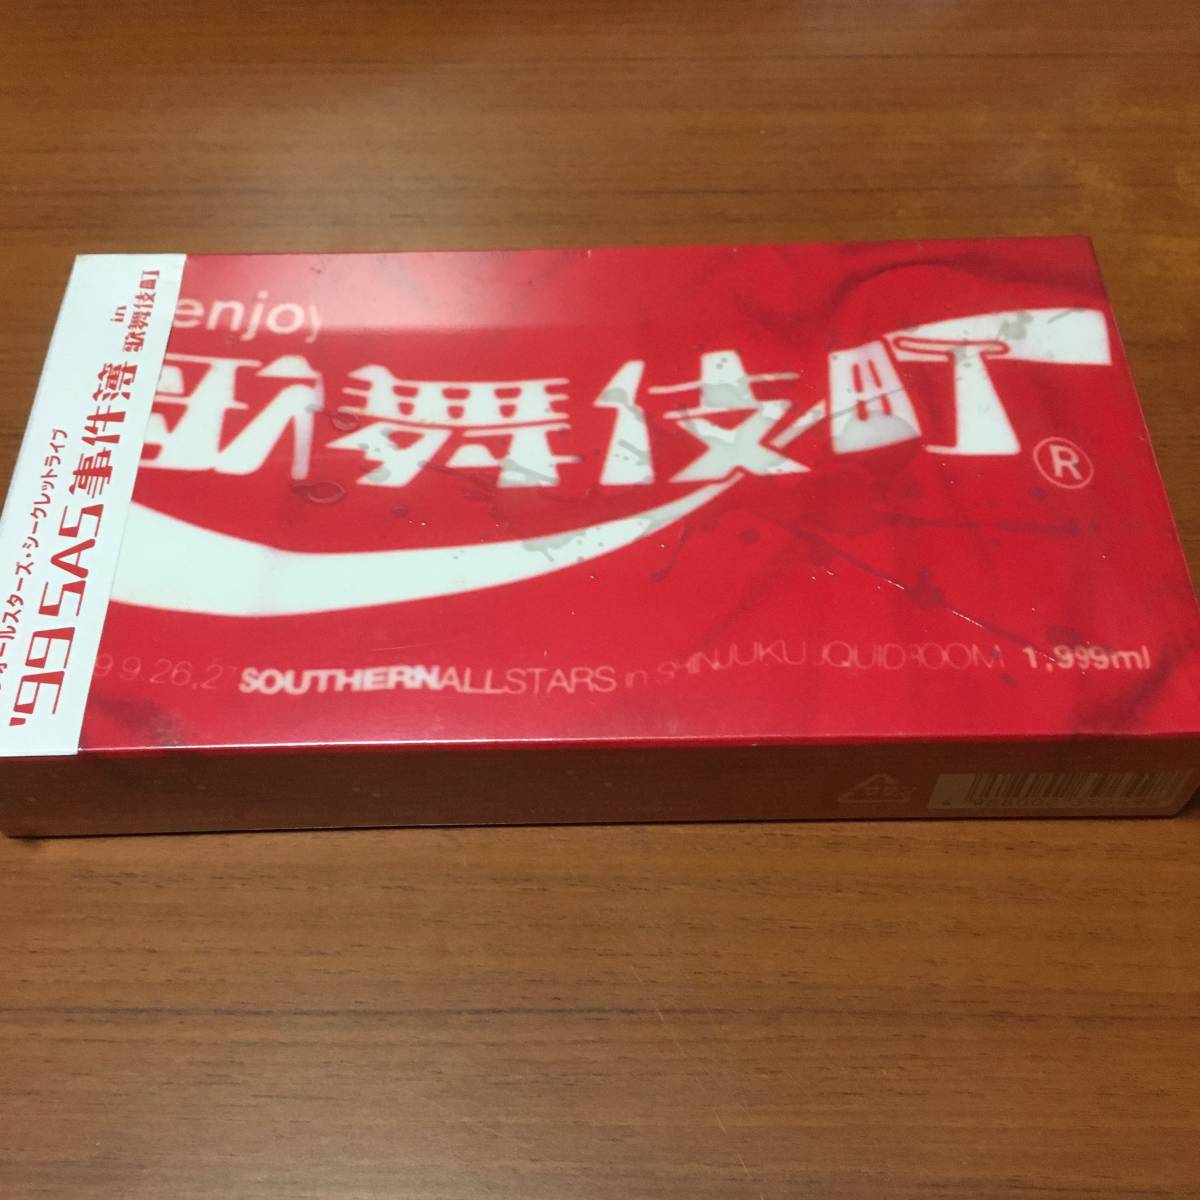 enjoy
歌舞伎町
®
9.26,2 SOUTHERNALLSTARS in SHINJUKU LIQUIDROOM 1,999ml
オールスターズ・シークレットライブ
'99 SAS事件簿 in 歌舞伎町